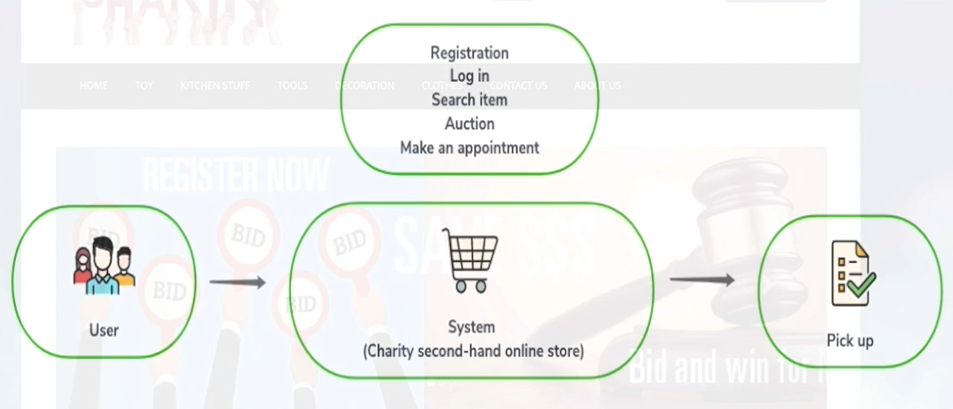 CHARITY
Registration
Log in
Search item
Auction
Make an appointment
HOME TOY KITCHEN STUFF TOOLS DECORATION CLOTHES CONTACT US ABOUT US
REGISTER NOW
BID
BID
BID
BID
BID
User
System
(Charity second-hand online store)
Pick up
Bid and win for